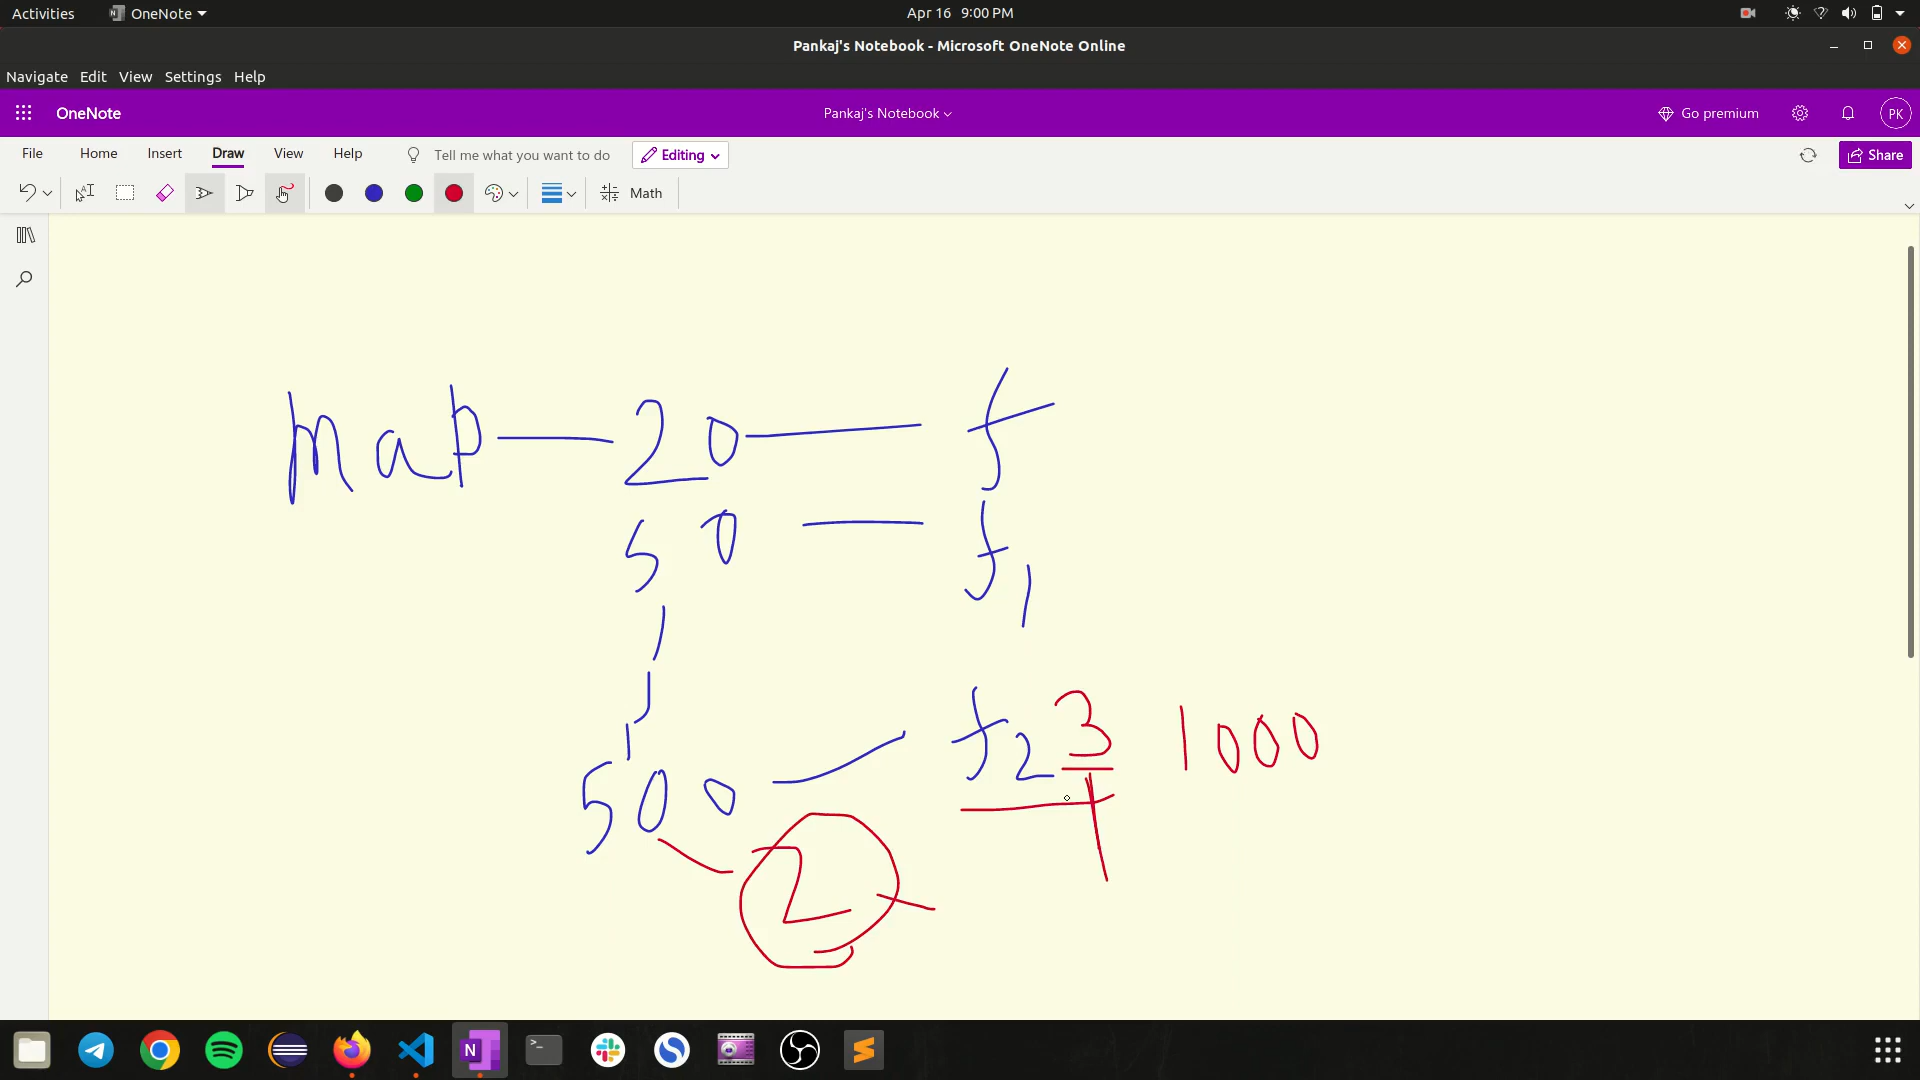 Activities OneNote Apr 16 9:00 PM
Pankaj's Notebook - Microsoft OneNote Online
Navigate Edit View Settings Help
OneNote Pankaj's Notebook Go premium PK
File Home Insert Draw View Help Tell me what you want to do Editing Share
Math
map 20 f
50 f1
500 f2 3 1000
2